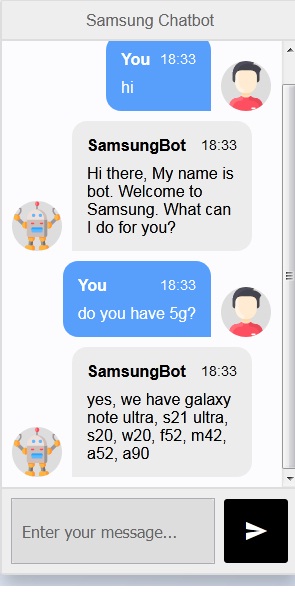 Samsung Chatbot
You 18:33
hi
SamsungBot 18:33
Hi there, My name is
bot. Welcome to
Samsung. What can
I do for you?
You 18:33
do you have 5g?
SamsungBot 18:33
yes, we have galaxy
note ultra, s21 ultra,
s20, w20, f52, m42,
a52, a90
Enter your message...